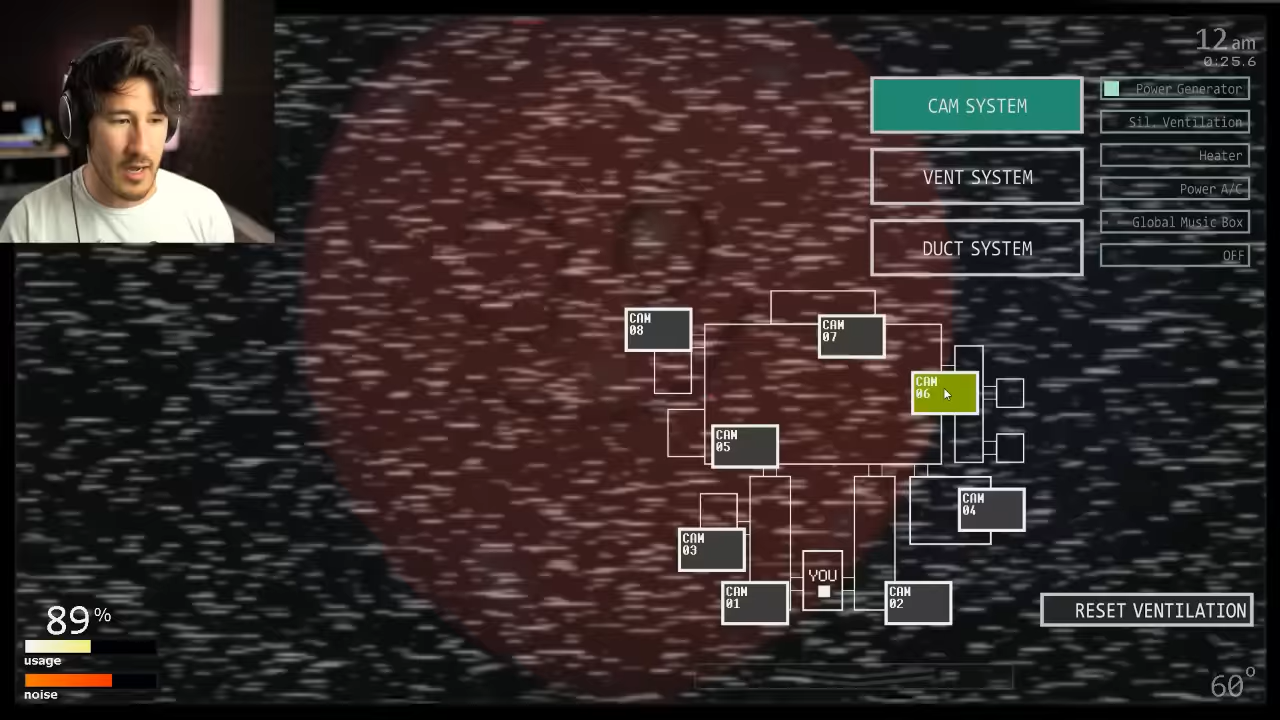 12 am
0:25.6
CAM SYSTEM
Power Generator
Sil. Ventilation
VENT SYSTEM
Heater
Power A/C
DUCT SYSTEM
Global Music Box
OFF
CAM
08
CAM
07
CAM
06
CAM
05
CAM
04
CAM
03
YOU
CAM
01
CAM
02
RESET VENTILATION
89%
usage
noise
60°